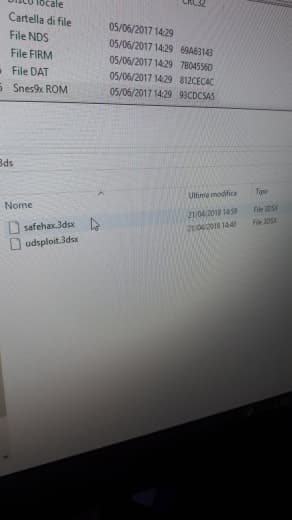 CRC32
Disco locale
Cartella di file 05/06/2017 14:29
File NDS 05/06/2017 14:29 69A63143
File FIRM 05/06/2017 14:29 7B04556D
File DAT 05/06/2017 14:29 812CEC4C
Snes9x ROM 05/06/2017 14:29 93CDC5A5
3ds
Nome Ultima modifica Tipo
safehax.3dsx 21/04/2018 14:59 File 3DSX
udsploit.3dsx 21/04/2018 14:40 File 3DSX